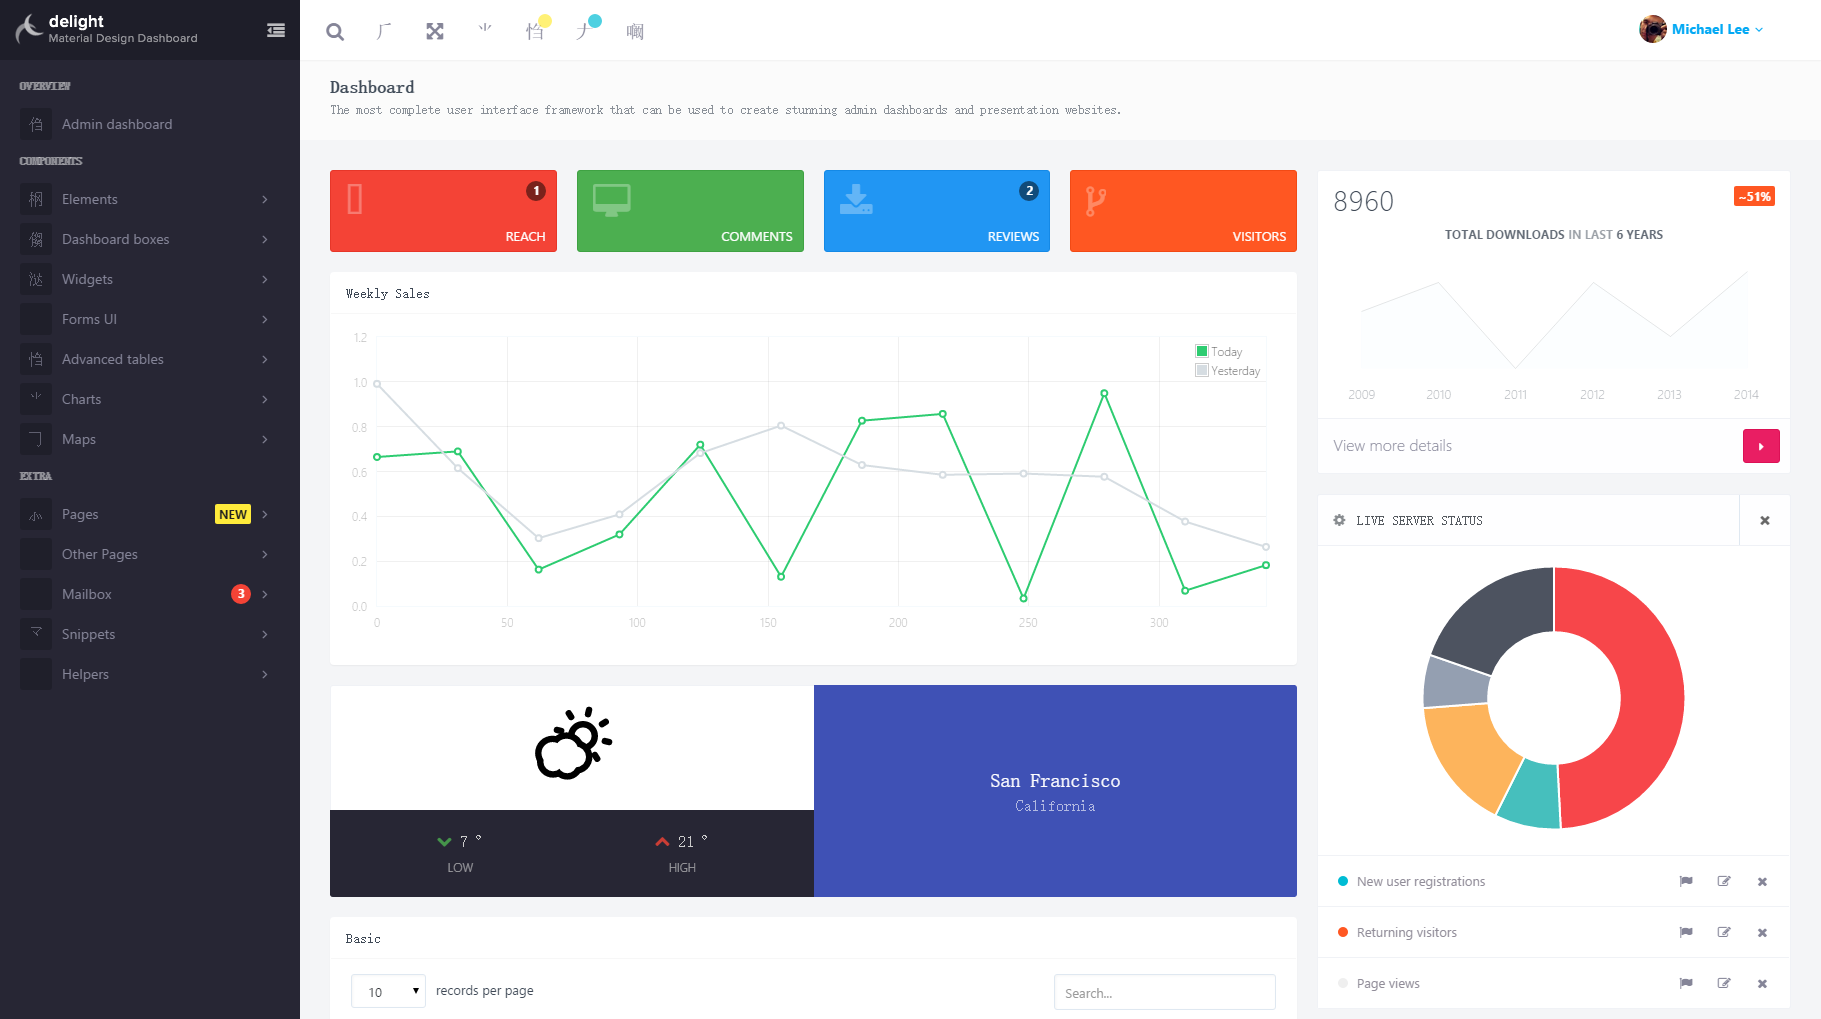 delight
Material Design Dashboard
Michael Lee
OVERVIEW
Admin dashboard
COMPONENTS
Elements
Dashboard boxes
Widgets
Forms UI
Advanced tables
Charts
Maps
EXTRA
Pages NEW
Other Pages
Mailbox 3
Snippets
Helpers
Dashboard
The most complete user interface framework that can be used to create stunning admin dashboards and presentation websites.
1
REACH
COMMENTS
2
REVIEWS
VISITORS
Weekly Sales
1.2
1.0
0.8
0.6
0.4
0.2
0.0
0 50 100 150 200 250 300
Today
Yesterday
7 °
LOW
21 °
HIGH
San Francisco
California
Basic
10 records per page
Search...
8960
~51%
TOTAL DOWNLOADS IN LAST 6 YEARS
2009 2010 2011 2012 2013 2014
View more details
LIVE SERVER STATUS
New user registrations
Returning visitors
Page views